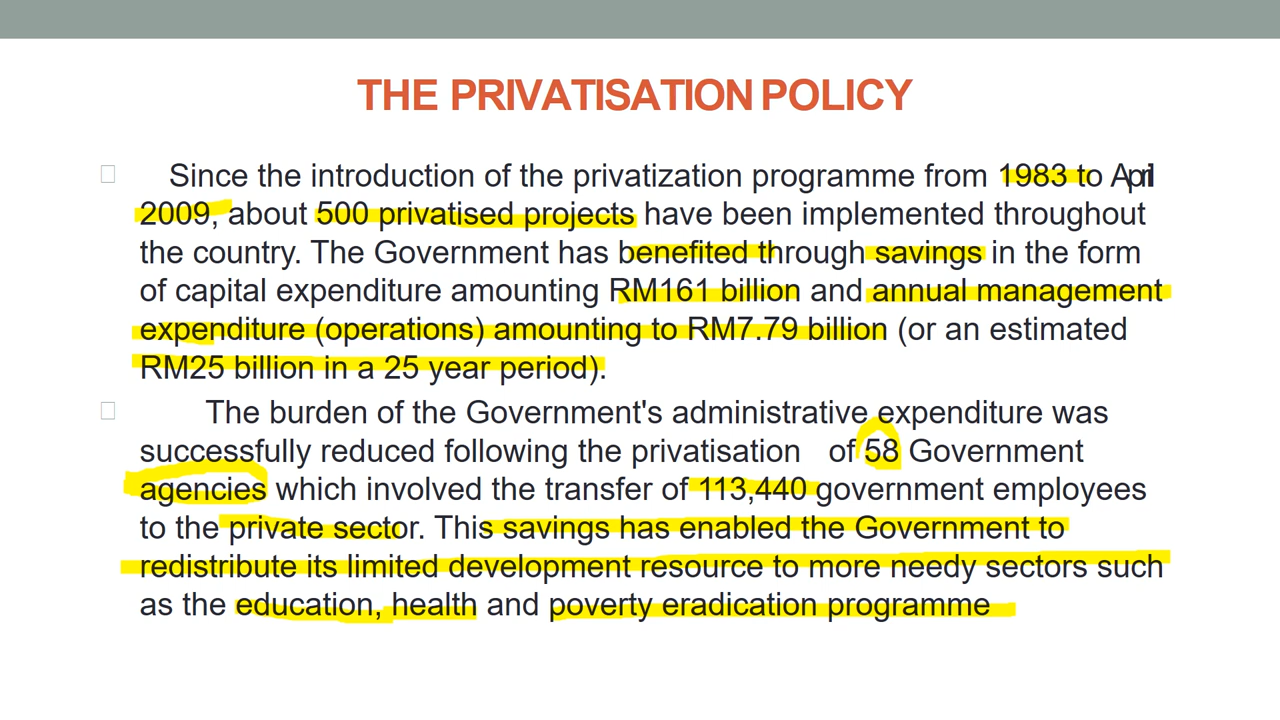 THE PRIVATISATION POLICY
Since the introduction of the privatization programme from 1983 to April
2009, about 500 privatised projects have been implemented throughout
the country. The Government has benefited through savings in the form
of capital expenditure amounting RM161 billion and annual management
expenditure (operations) amounting to RM7.79 billion (or an estimated
RM25 billion in a 25 year period).
The burden of the Government's administrative expenditure was
successfully reduced following the privatisation of 58 Government
agencies which involved the transfer of 113,440 government employees
to the private sector. This savings has enabled the Government to
redistribute its limited development resource to more needy sectors such
as the education, health and poverty eradication programme